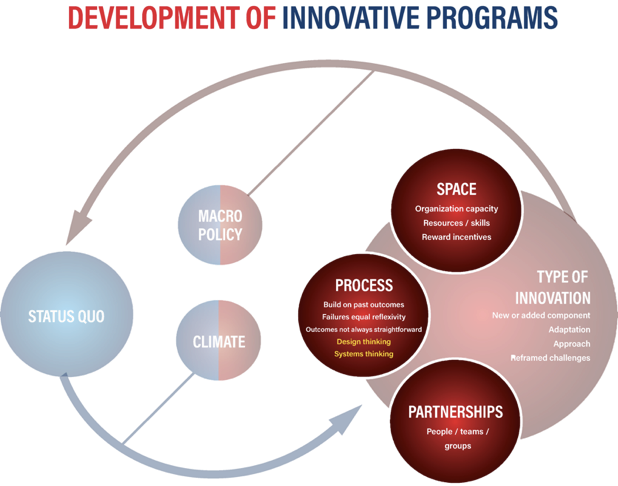 DEVELOPMENT OF INNOVATIVE PROGRAMS
SPACE
Organization capacity
Resources / skills
Reward incentives
MACRO
POLICY
PROCESS
Build on past outcomes
Failures equal reflexivity
Outcomes not always straightforward
Design thinking
Systems thinking
TYPE OF
INNOVATION
New or added component
Adaptation
Approach
Reframed challenges
STATUS QUO
CLIMATE
PARTNERSHIPS
People / teams /
groups